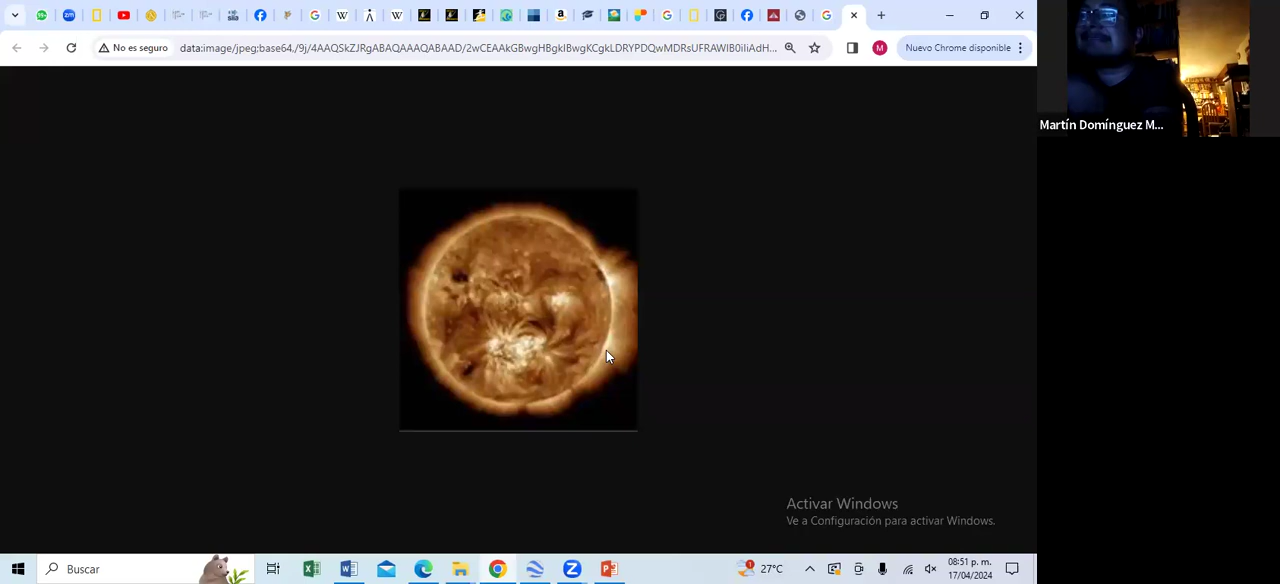 No es seguro
data:image/jpeg;base64,/9j/4AAQSkZJRgABAQAAAQABAAD/2wCEAAkGBwgHBgkIBwgKCgkLDRYPDQwMDRsUFRAWIB0iIiAdH...
M
Nuevo Chrome disponible
Martín Domínguez M...
Activar Windows
Ve a Configuración para activar Windows.
Buscar
27°C
08:51 p. m.
17/04/2024